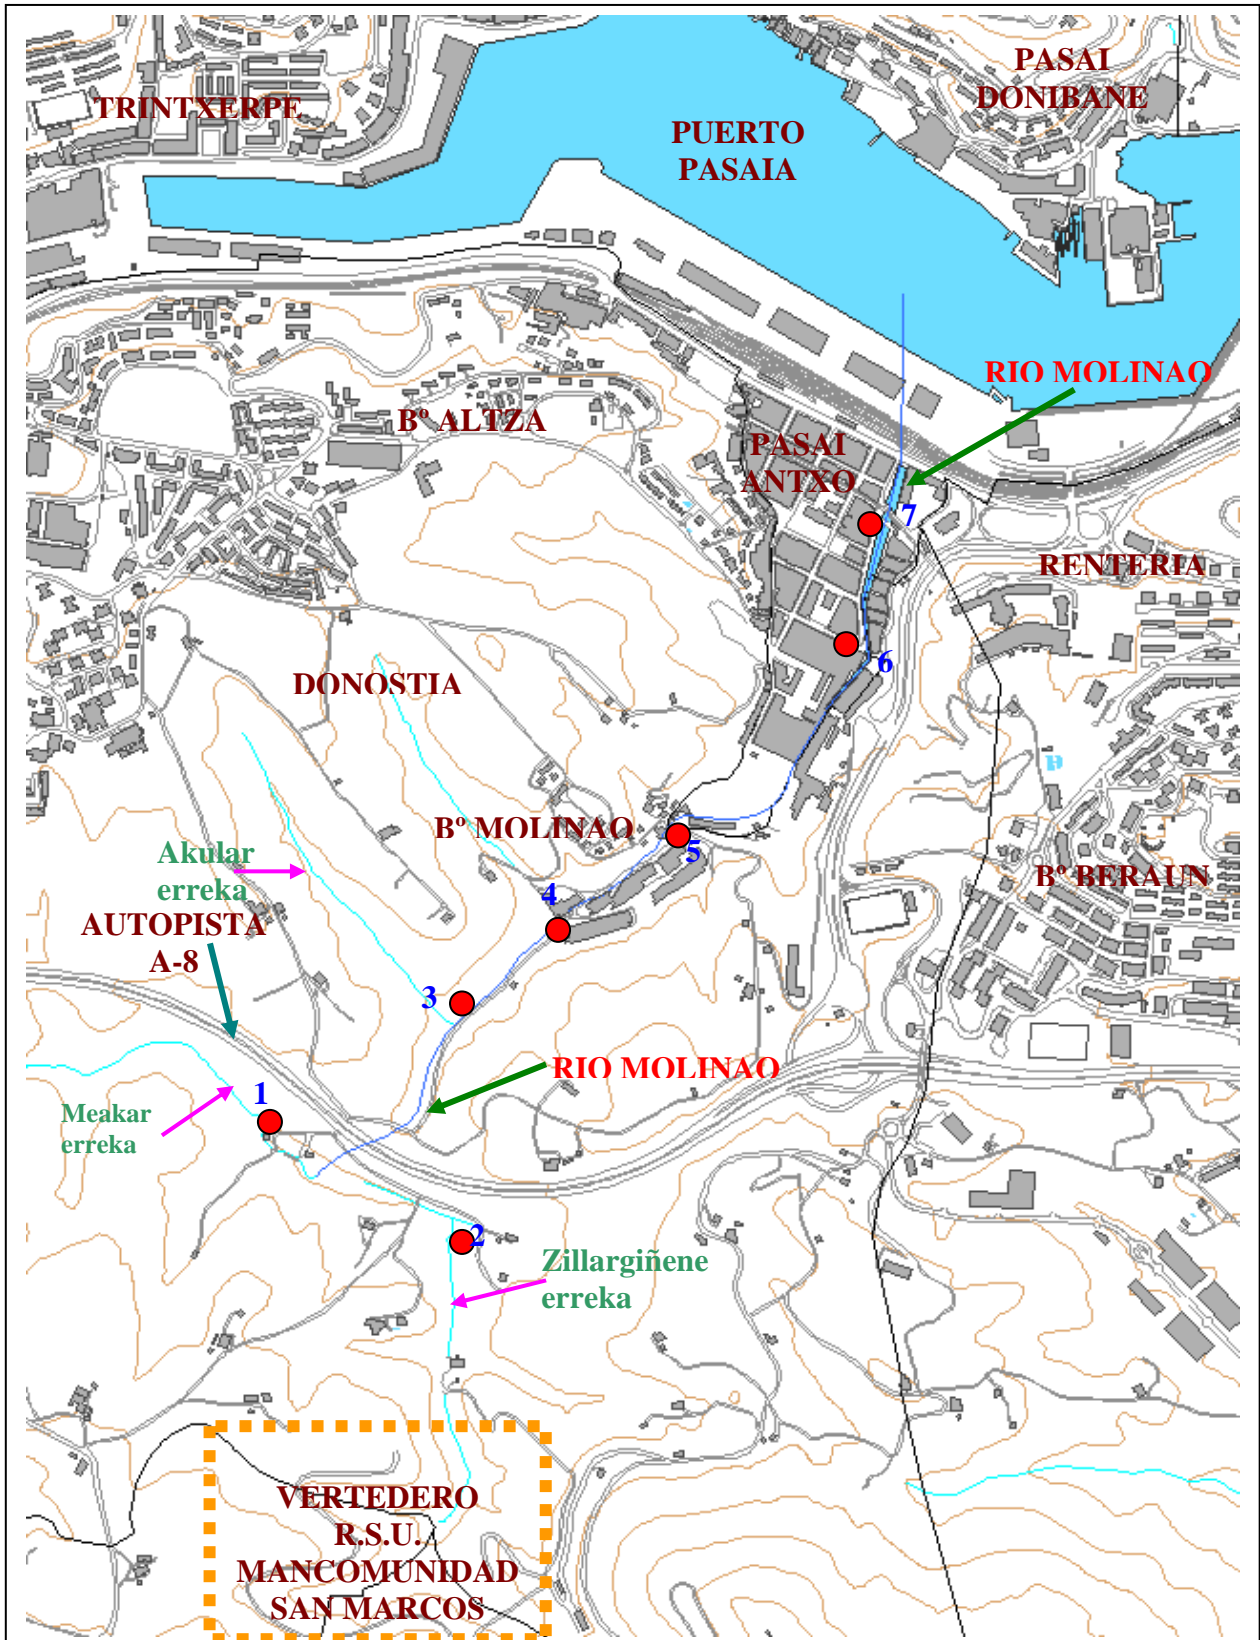 PASAI
DONIBANE
TRINTXERPE
PUERTO
PASAIA
RIO MOLINAO
Bº ALTZA
PASAI
ANTXO
7
RENTERIA
6
DONOSTIA
Bº MOLINAO
5
Akular
erreka
Bº BERAUN
4
AUTOPISTA
A-8
3
RIO MOLINAO
1
Meakar
erreka
2
Zillargiñene
erreka
VERTEDERO
R.S.U.
MANCOMUNIDAD
SAN MARCOS